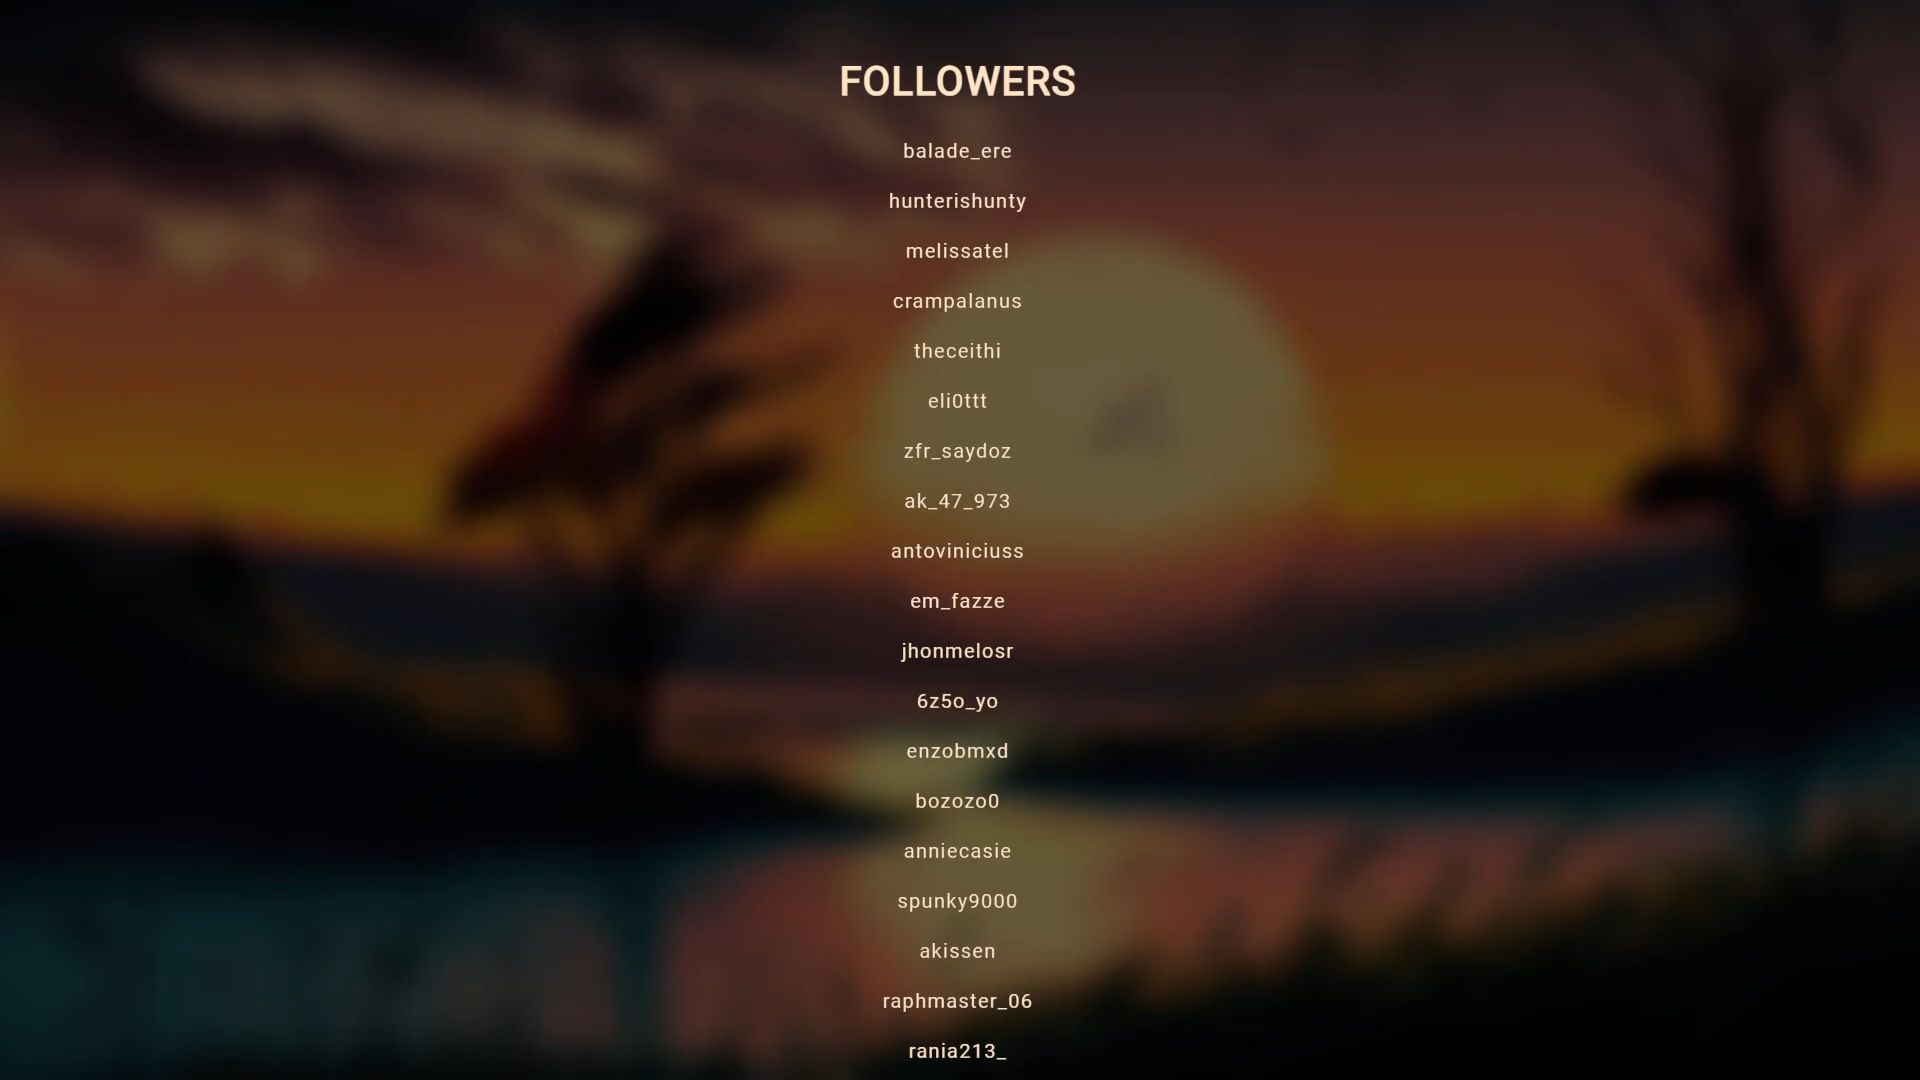 FOLLOWERS
balade_ere
hunterishunty
melissatel
crampalanus
theceithi
eli0ttt
zfr_saydoz
ak_47_973
antoviniciuss
em_fazze
jhonmelosr
6z5o_yo
enzobmxd
bozozo0
anniecasie
spunky9000
akissen
raphmaster_06
rania213_